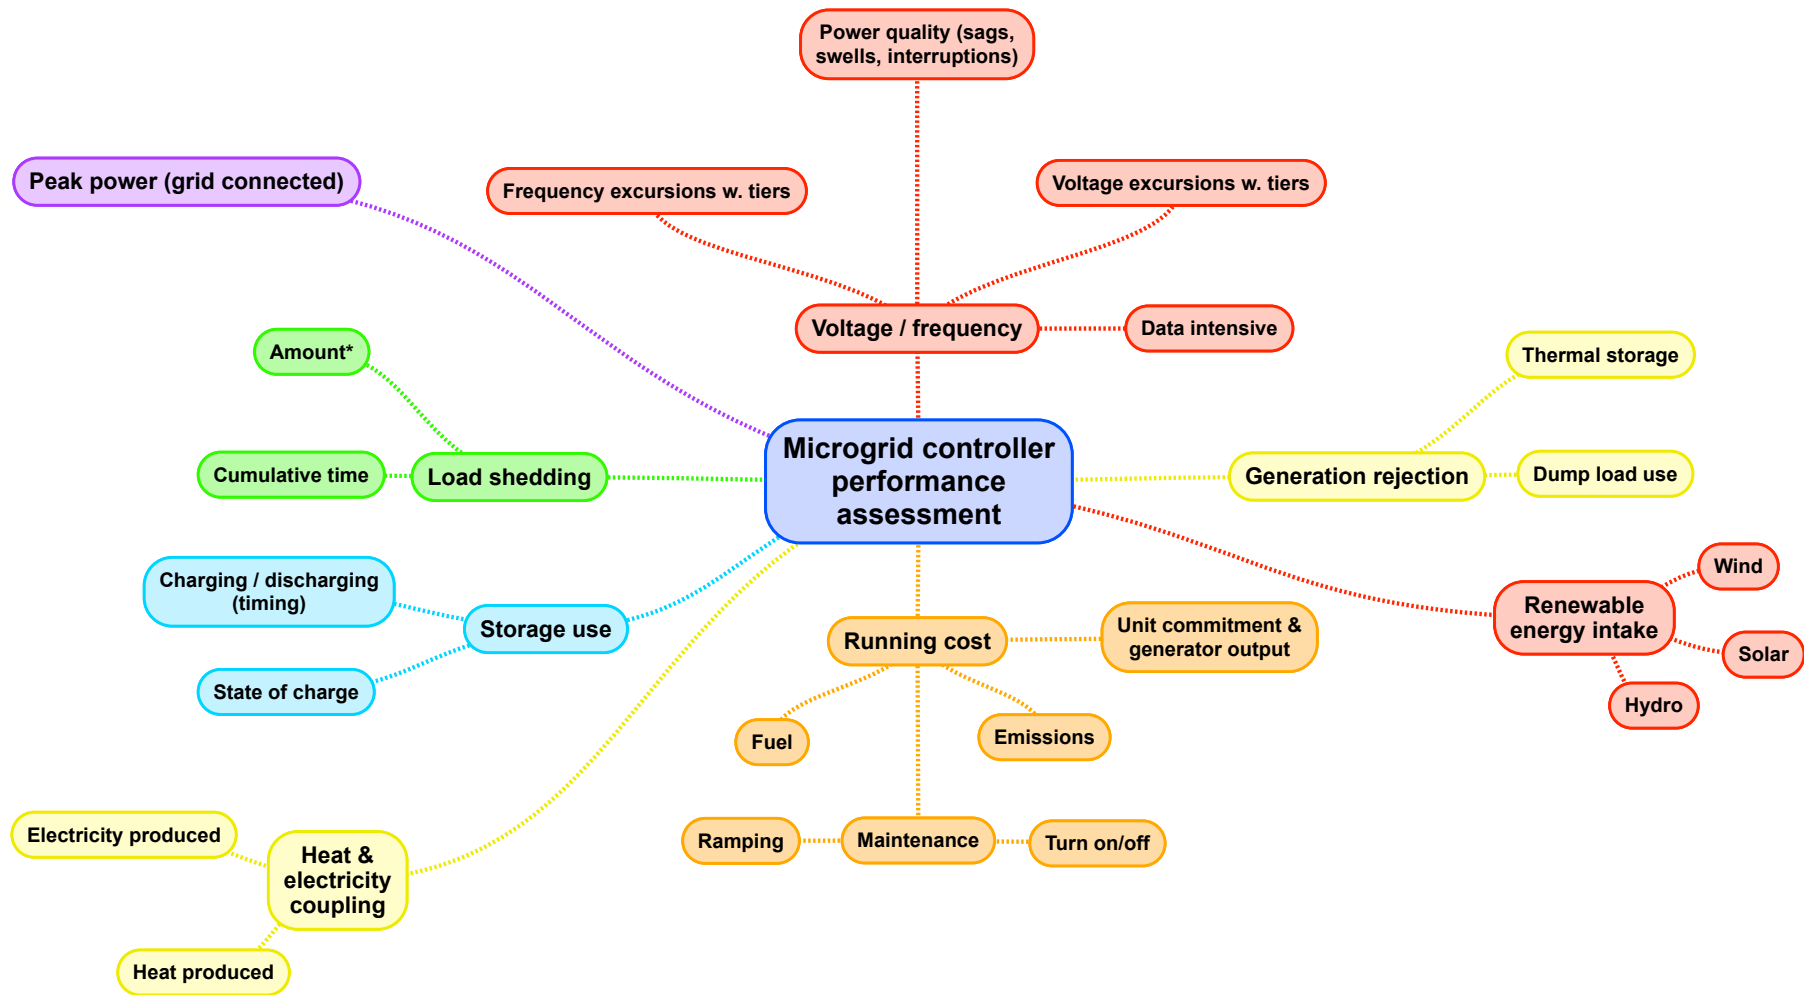 Power quality (sags,
swells, interruptions)
Peak power (grid connected)
Frequency excursions w. tiers
Voltage excursions w. tiers
Voltage / frequency
Data intensive
Amount*
Thermal storage
Cumulative time
Load shedding
Microgrid controller
performance
assessment
Generation rejection
Dump load use
Charging / discharging
(timing)
Storage use
State of charge
Running cost
Unit commitment &
generator output
Renewable
energy intake
Wind
Solar
Hydro
Fuel
Emissions
Ramping
Maintenance
Turn on/off
Electricity produced
Heat &
electricity
coupling
Heat produced